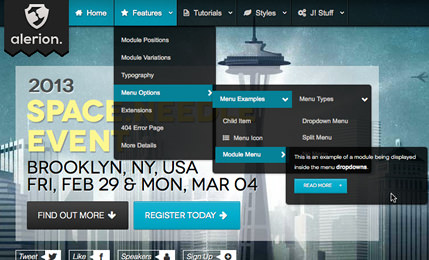 alerion.
Home
Features
Tutorials
Styles
J! Stuff
Module Positions
Module Variations
Typography
Menu Options
Extensions
404 Error Page
More Details
Menu Examples
Menu Types
Child Item
Dropdown Menu
Menu Icon
Split Menu
Module Menu
This is an example of a module being displayed
inside the menu dropdowns.
READ MORE
2013
SPACE
EVEN
BROOKLYN, NY, USA
FRI, FEB 29 & MON, MAR 04
FIND OUT MORE
REGISTER TODAY
Tweet
Like
Speakers
Sign Up